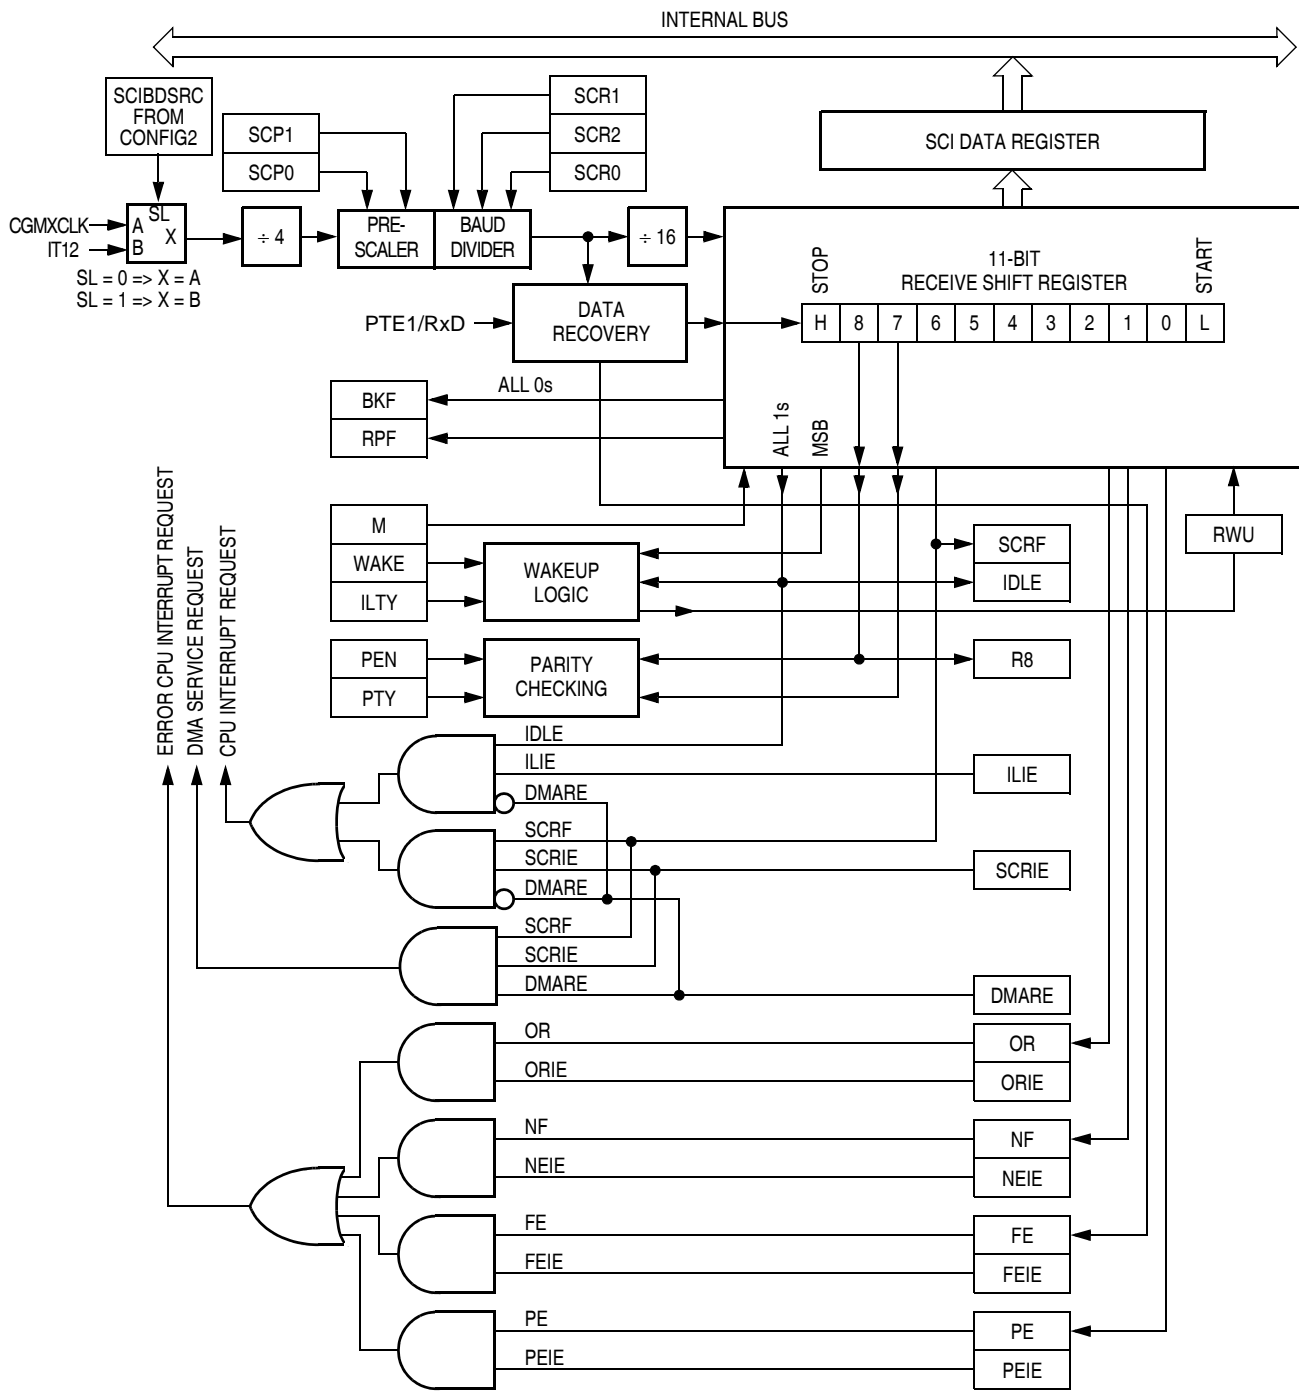 INTERNAL BUS
SCIBDSRC
FROM
CONFIG2
SCP1
SCP0
SCR1
SCR2
SCR0
SCI DATA REGISTER
CGMXCLK
IT12
SL
A
X
B
SL = 0 => X = A
SL = 1 => X = B
÷ 4
PRE-
SCALER
BAUD
DIVIDER
÷ 16
STOP
11-BIT
RECEIVE SHIFT REGISTER
START
H 8 7 6 5 4 3 2 1 0 L
PTE1/RxD
DATA
RECOVERY
ALL 0s
BKF
RPF
ALL 1s
MSB
ERROR CPU INTERRUPT REQUEST
DMA SERVICE REQUEST
CPU INTERRUPT REQUEST
M
WAKE
ILTY
WAKEUP
LOGIC
SCRF
IDLE
RWU
PEN
PTY
PARITY
CHECKING
R8
IDLE
ILIE
ILIE
DMARE
SCRF
SCRIE
SCRIE
DMARE
SCRF
SCRIE
DMARE
DMARE
OR
OR
ORIE
ORIE
NF
NF
NEIE
NEIE
FE
FE
FEIE
FEIE
PE
PE
PEIE
PEIE